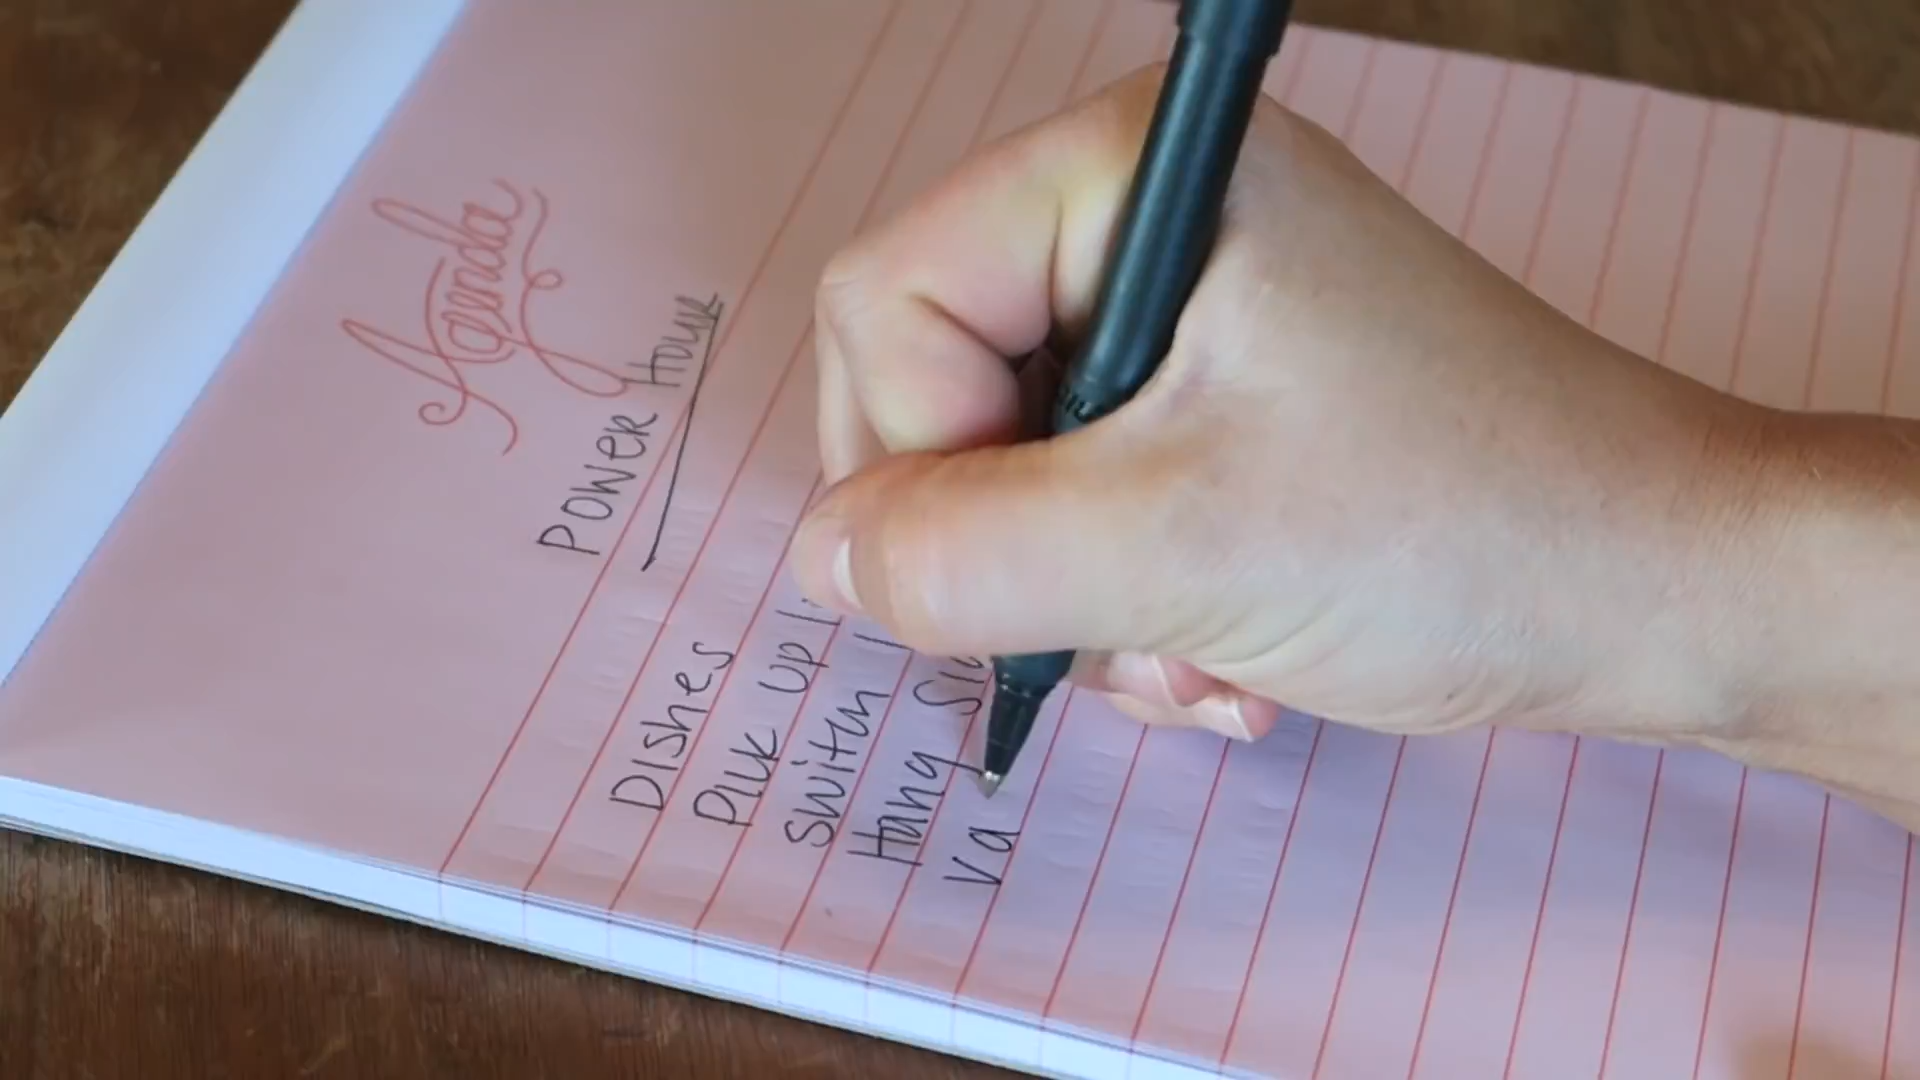 Agenda
POWER HOUR
DISHES
PICK UP
SWITCH
HANG
Va